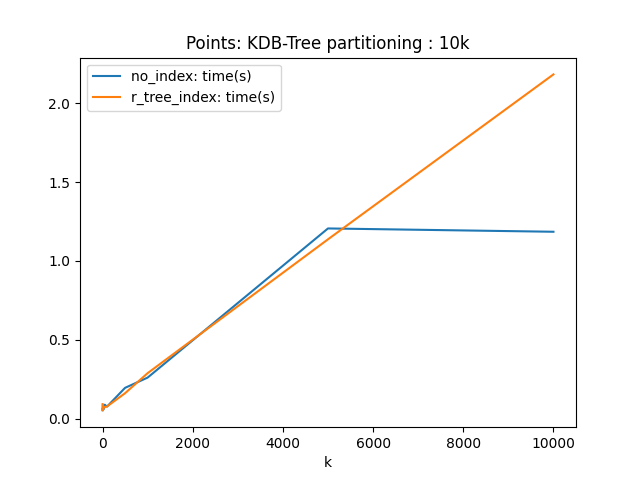 Points: KDB-Tree partitioning : 10k
no_index: time(s)
r_tree_index: time(s)
2.0
1.5
1.0
0.5
0.0
0 2000 4000 6000 8000 10000
k